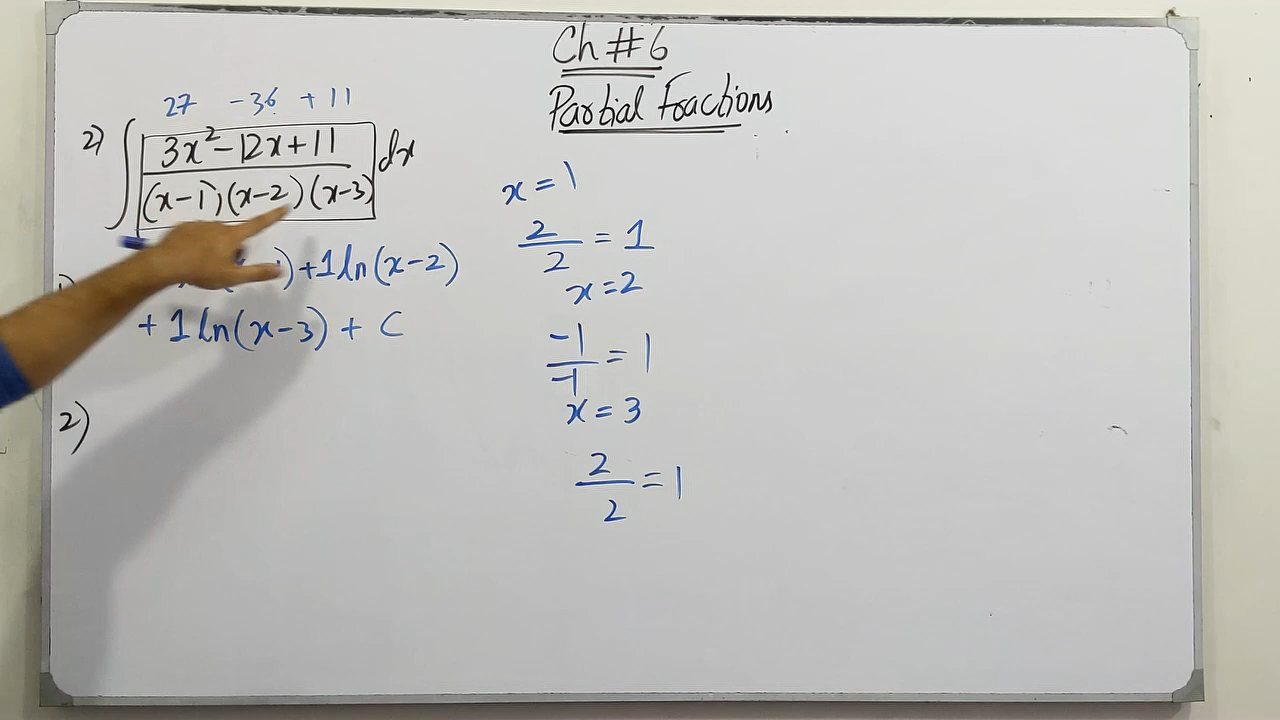 Ch # 6
Partial Fractions
27 -36 + 11
2) ∫ 3x² - 12x + 11 / (x-1)(x-2)(x-3) dx
) + 1 ln(x-2)
+ 1 ln(x-3) + C
2)
x = 1
2/2 = 1
x = 2
-1/-1 = 1
x = 3
2/2 = 1